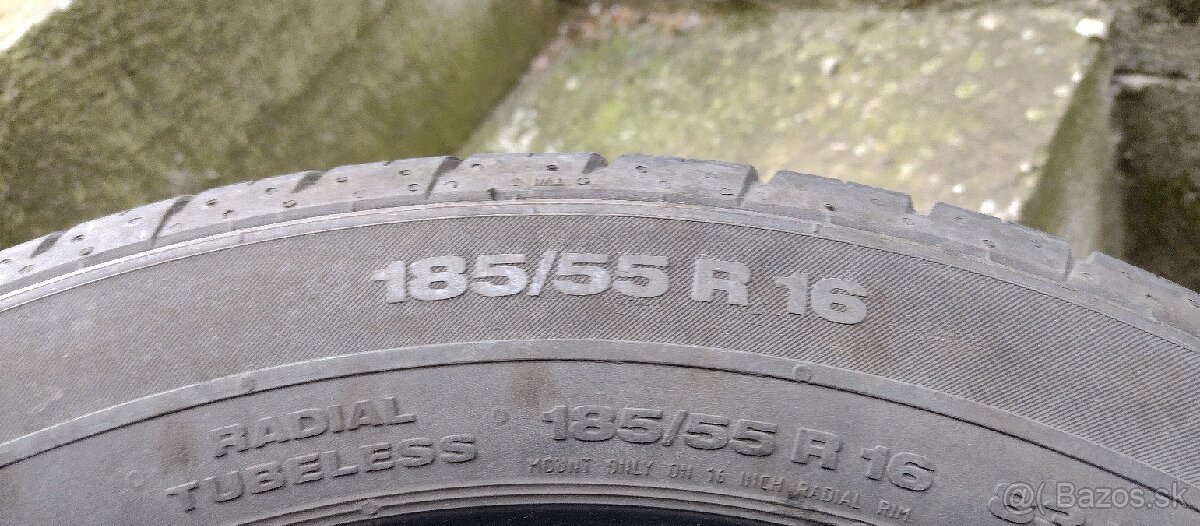 185/55 R 16
RADIAL
TUBELESS
185/55 R 16
MOUNT ONLY ON 16 INCH RADIAL RIM
Bazos.sk